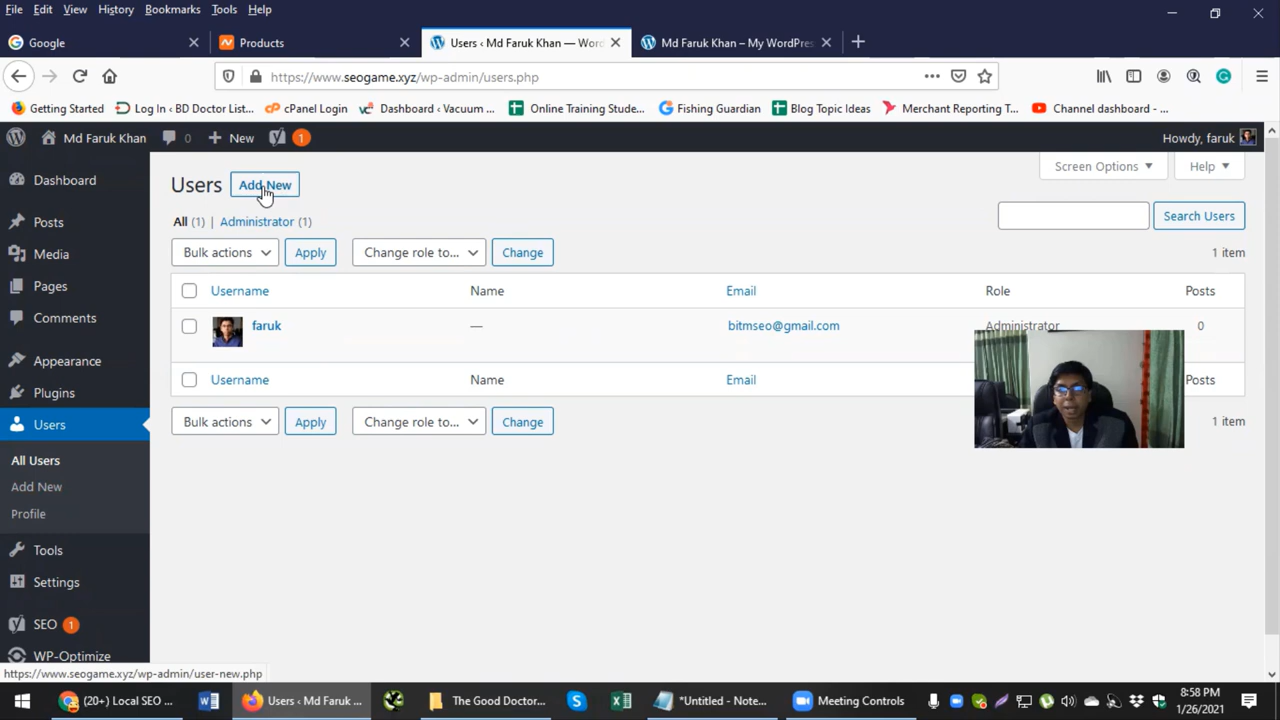 File Edit View History Bookmarks Tools Help
Google Products Users ‹ Md Faruk Khan — Wor Md Faruk Khan – My WordPres
https://www.seogame.xyz/wp-admin/users.php
Getting Started Log In ‹ BD Doctor List... cPanel Login Dashboard ‹ Vacuum ... Online Training Stude... Fishing Guardian Blog Topic Ideas Merchant Reporting T... Channel dashboard - ...
Md Faruk Khan 0 New 1 Howdy, faruk
Screen Options Help
Dashboard
Users Add New
Posts
All (1) | Administrator (1)
Search Users
Media
Bulk actions Apply Change role to... Change 1 item
Pages
Username Name Email Role Posts
Comments
faruk — bitmseo@gmail.com Administrator 0
Appearance
Username Name Email Posts
Plugins
Users
Bulk actions Apply Change role to... Change 1 item
All Users
Add New
Profile
Tools
Settings
SEO 1
WP-Optimize
https://www.seogame.xyz/wp-admin/user-new.php
(20+) Local SEO ... Users ‹ Md Faruk ... The Good Doctor... *Untitled - Note... Meeting Controls
8:58 PM
1/26/2021